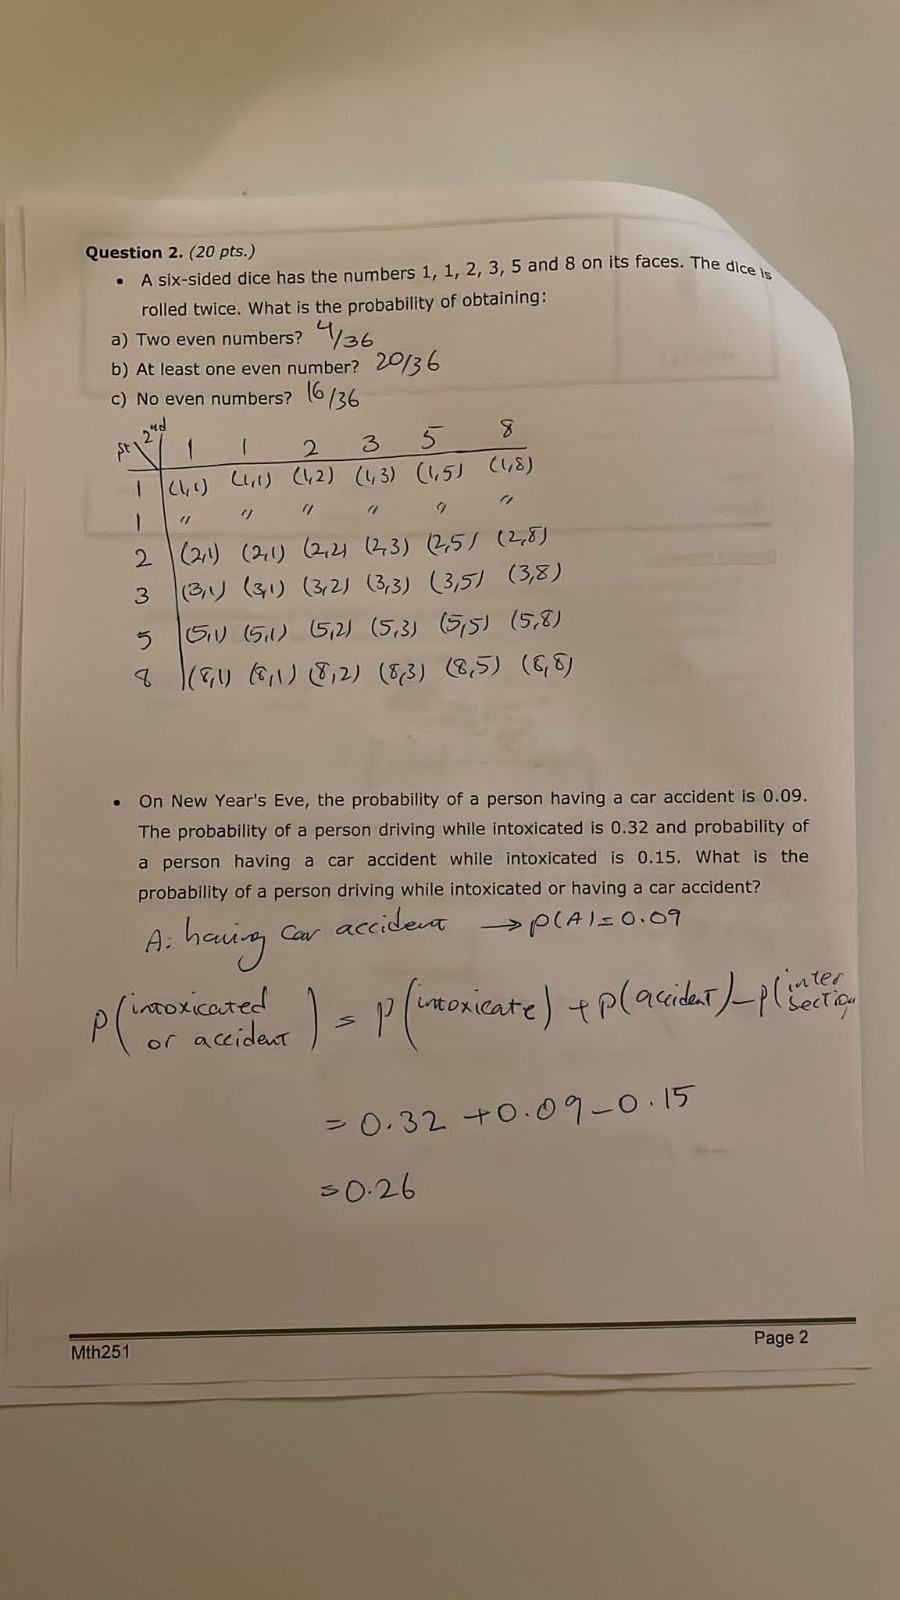 Question 2. (20 pts.)
• A six-sided dice has the numbers 1, 1, 2, 3, 5 and 8 on its faces. The dice is
rolled twice. What is the probability of obtaining:
a) Two even numbers? 4/36
b) At least one even number? 20/36
c) No even numbers? 16/36
1st \ 2nd 1 1 2 3 5 8
1 (1,1) (1,1) (1,2) (1,3) (1,5) (1,8)
1 " " " " " "
2 (2,1) (2,1) (2,2) (2,3) (2,5) (2,8)
3 (3,1) (3,1) (3,2) (3,3) (3,5) (3,8)
5 (5,1) (5,1) (5,2) (5,3) (5,5) (5,8)
8 (8,1) (8,1) (8,2) (8,3) (8,5) (8,8)
• On New Year's Eve, the probability of a person having a car accident is 0.09.
The probability of a person driving while intoxicated is 0.32 and probability of
a person having a car accident while intoxicated is 0.15. What is the
probability of a person driving while intoxicated or having a car accident?
A: having car accident → p(A) = 0.09
P(intoxicated or accident) = P(intoxicate) + P(accident) - P(intersection
= 0.32 + 0.09 - 0.15
= 0.26
Mth251 Page 2